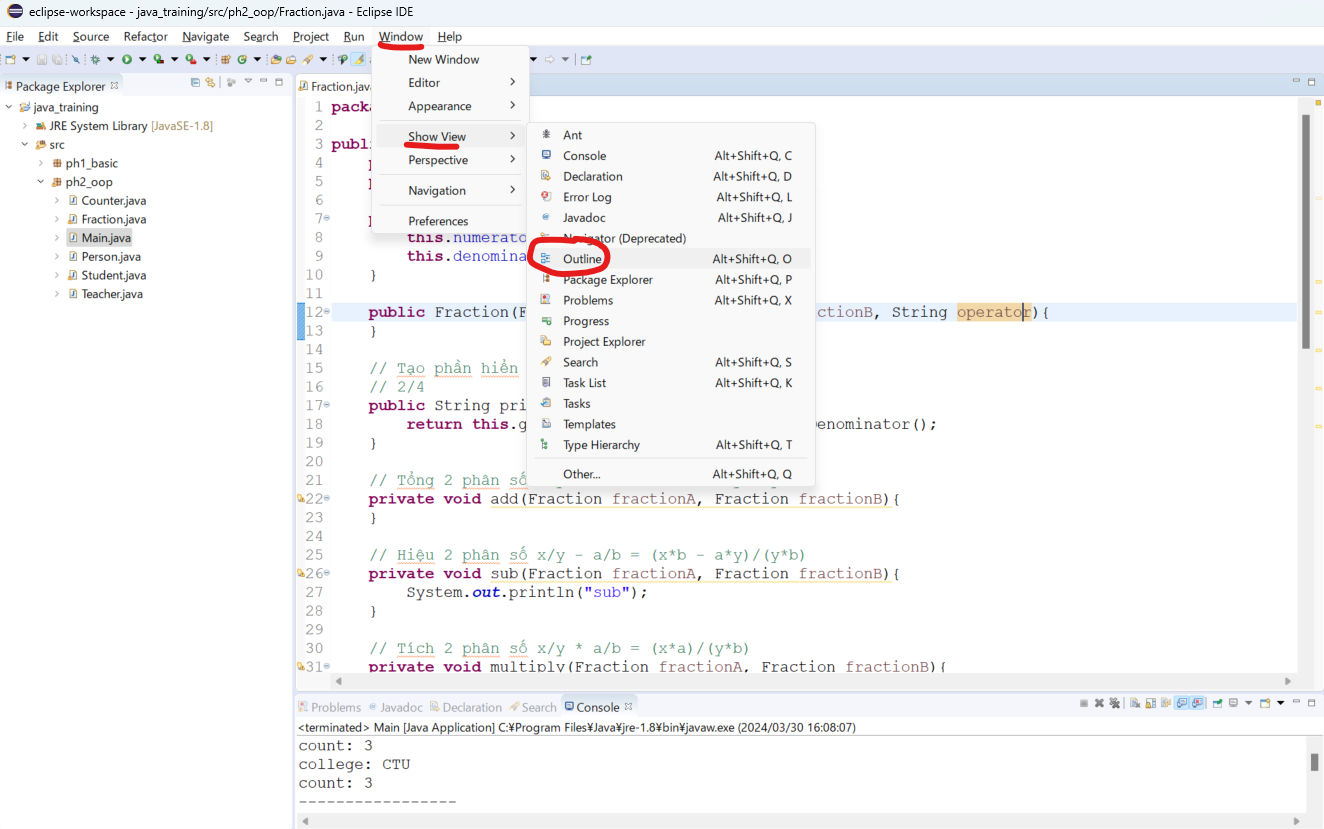 eclipse-workspace - java_training/src/ph2_oop/Fraction.java - Eclipse IDE
File Edit Source Refactor Navigate Search Project Run Window Help
Package Explorer
java_training
JRE System Library [JavaSE-1.8]
src
ph1_basic
ph2_oop
Counter.java
Fraction.java
Main.java
Person.java
Student.java
Teacher.java
New Window
Editor
Appearance
Show View
Perspective
Navigation
Preferences
Ant
Console Alt+Shift+Q, C
Declaration Alt+Shift+Q, D
Error Log Alt+Shift+Q, L
Javadoc Alt+Shift+Q, J
Navigator (Deprecated)
Outline Alt+Shift+Q, O
Package Explorer Alt+Shift+Q, P
Problems Alt+Shift+Q, X
Progress
Project Explorer
Search Alt+Shift+Q, S
Task List Alt+Shift+Q, K
Tasks
Templates
Type Hierarchy Alt+Shift+Q, T
Other... Alt+Shift+Q, Q
Fraction.java
1 pack
2
3 publ
4
5
6
7
8 this.numerato
9 this.denomina
10 }
11
12 public Fraction(F ctionB, String operator){
13 }
14
15 // Tạo phần hiển
16 // 2/4
17 public String pri
18 return this.g enominator();
19 }
20
21 // Tổng 2 phân số
22 private void add(Fraction fractionA, Fraction fractionB){
23 }
24
25 // Hiệu 2 phân số x/y - a/b = (x*b - a*y)/(y*b)
26 private void sub(Fraction fractionA, Fraction fractionB){
27 System.out.println("sub");
28 }
29
30 // Tích 2 phân số x/y * a/b = (x*a)/(y*b)
31 private void multiply(Fraction fractionA, Fraction fractionB){
Problems Javadoc Declaration Search Console
<terminated> Main [Java Application] C:¥Program Files¥Java¥jre-1.8¥bin¥javaw.exe (2024/03/30 16:08:07)
count: 3
college: CTU
count: 3
-----------------